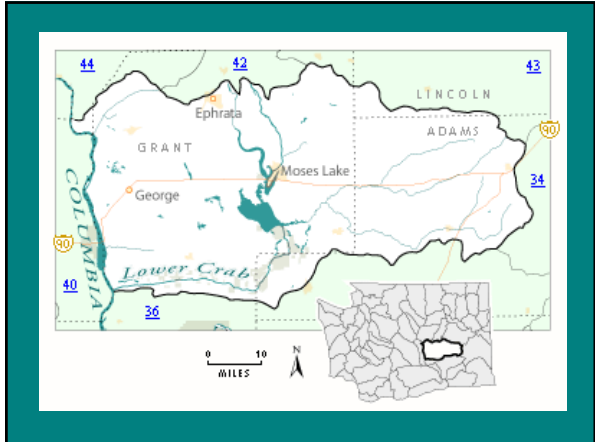 44
42
43
LINCOLN
Ephrata
ADAMS
90
GRANT
Moses Lake
34
George
COLUMBIA
90
Lower Crab
40
36
0 10
MILES
N